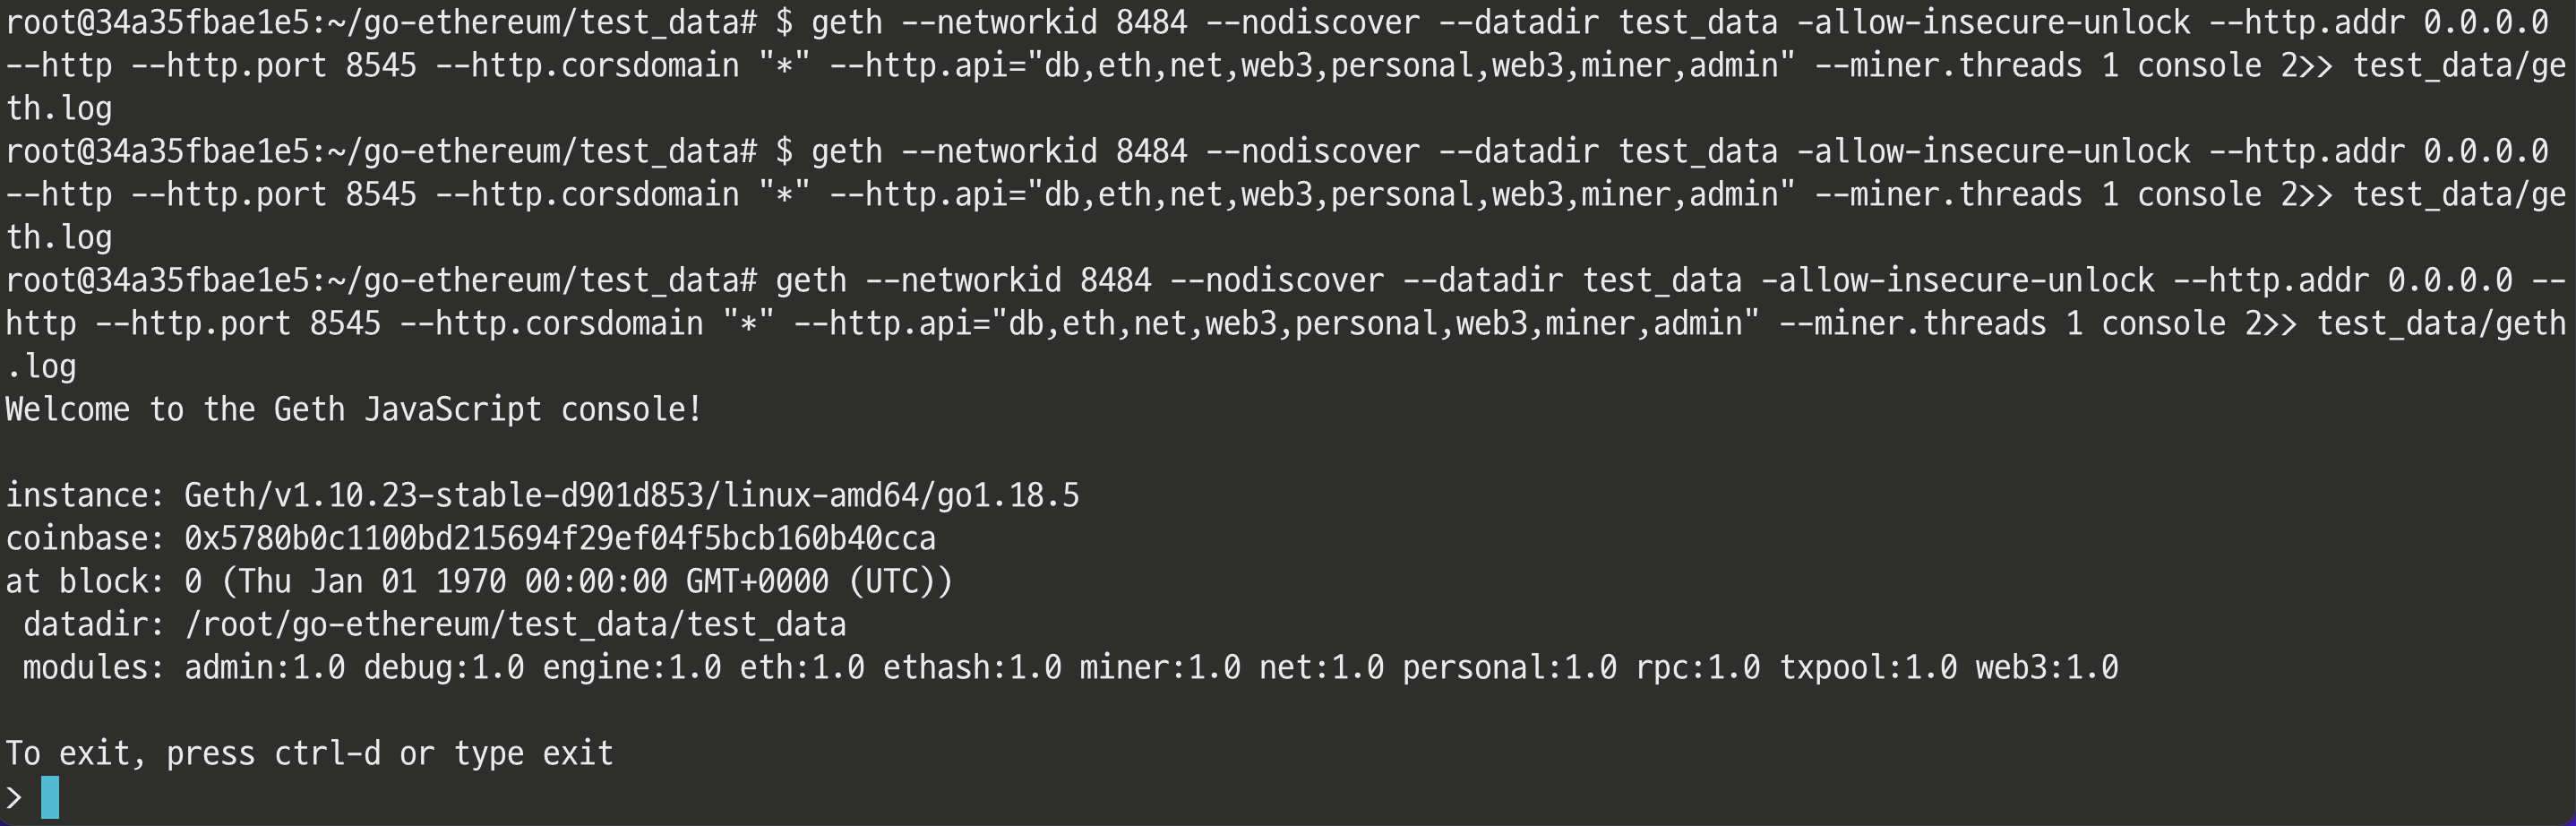 root@34a35fbae1e5:~/go-ethereum/test_data# $ geth --networkid 8484 --nodiscover --datadir test_data -allow-insecure-unlock --http.addr 0.0.0.0
--http --http.port 8545 --http.corsdomain "*" --http.api="db,eth,net,web3,personal,web3,miner,admin" --miner.threads 1 console 2>> test_data/ge
th.log
root@34a35fbae1e5:~/go-ethereum/test_data# $ geth --networkid 8484 --nodiscover --datadir test_data -allow-insecure-unlock --http.addr 0.0.0.0
--http --http.port 8545 --http.corsdomain "*" --http.api="db,eth,net,web3,personal,web3,miner,admin" --miner.threads 1 console 2>> test_data/ge
th.log
root@34a35fbae1e5:~/go-ethereum/test_data# geth --networkid 8484 --nodiscover --datadir test_data -allow-insecure-unlock --http.addr 0.0.0.0 --
http --http.port 8545 --http.corsdomain "*" --http.api="db,eth,net,web3,personal,web3,miner,admin" --miner.threads 1 console 2>> test_data/geth
.log
Welcome to the Geth JavaScript console!

instance: Geth/v1.10.23-stable-d901d853/linux-amd64/go1.18.5
coinbase: 0x5780b0c1100bd215694f29ef04f5bcb160b40cca
at block: 0 (Thu Jan 01 1970 00:00:00 GMT+0000 (UTC))
 datadir: /root/go-ethereum/test_data/test_data
 modules: admin:1.0 debug:1.0 engine:1.0 eth:1.0 ethash:1.0 miner:1.0 net:1.0 personal:1.0 rpc:1.0 txpool:1.0 web3:1.0

To exit, press ctrl-d or type exit
>